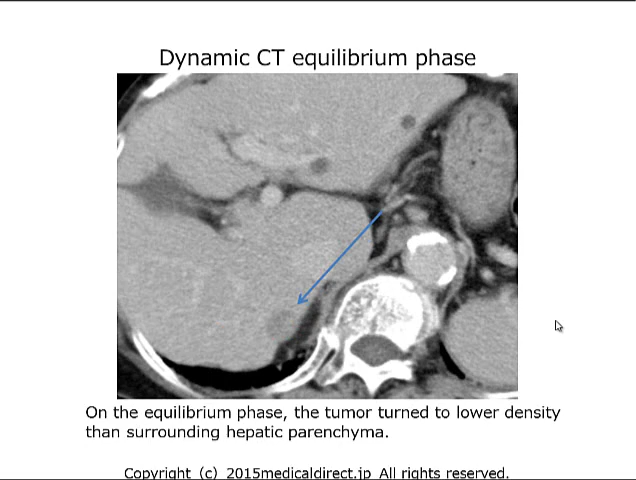 Dynamic CT equilibrium phase
On the equilibrium phase, the tumor turned to lower density
than surrounding hepatic parenchyma.
Copyright (c) 2015medicaldirect.jp All rights reserved.